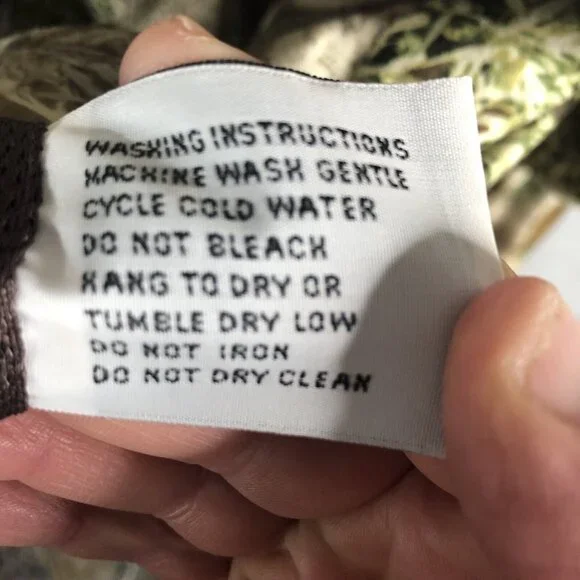 WASHING INSTRUCTIONS
MACHINE WASH GENTLE
CYCLE COLD WATER
DO NOT BLEACH
HANG TO DRY OR
TUMBLE DRY LOW
DO NOT IRON
DO NOT DRY CLEAN